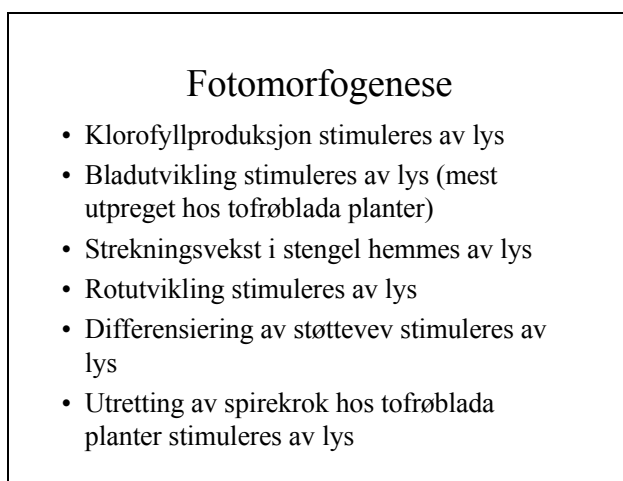 Fotomorfogenese
• Klorofyllproduksjon stimuleres av lys
• Bladutvikling stimuleres av lys (mest
utpreget hos tofrøblada planter)
• Strekningsvekst i stengel hemmes av lys
• Rotutvikling stimuleres av lys
• Differensiering av støttevev stimuleres av
lys
• Utretting av spirekrok hos tofrøblada
planter stimuleres av lys